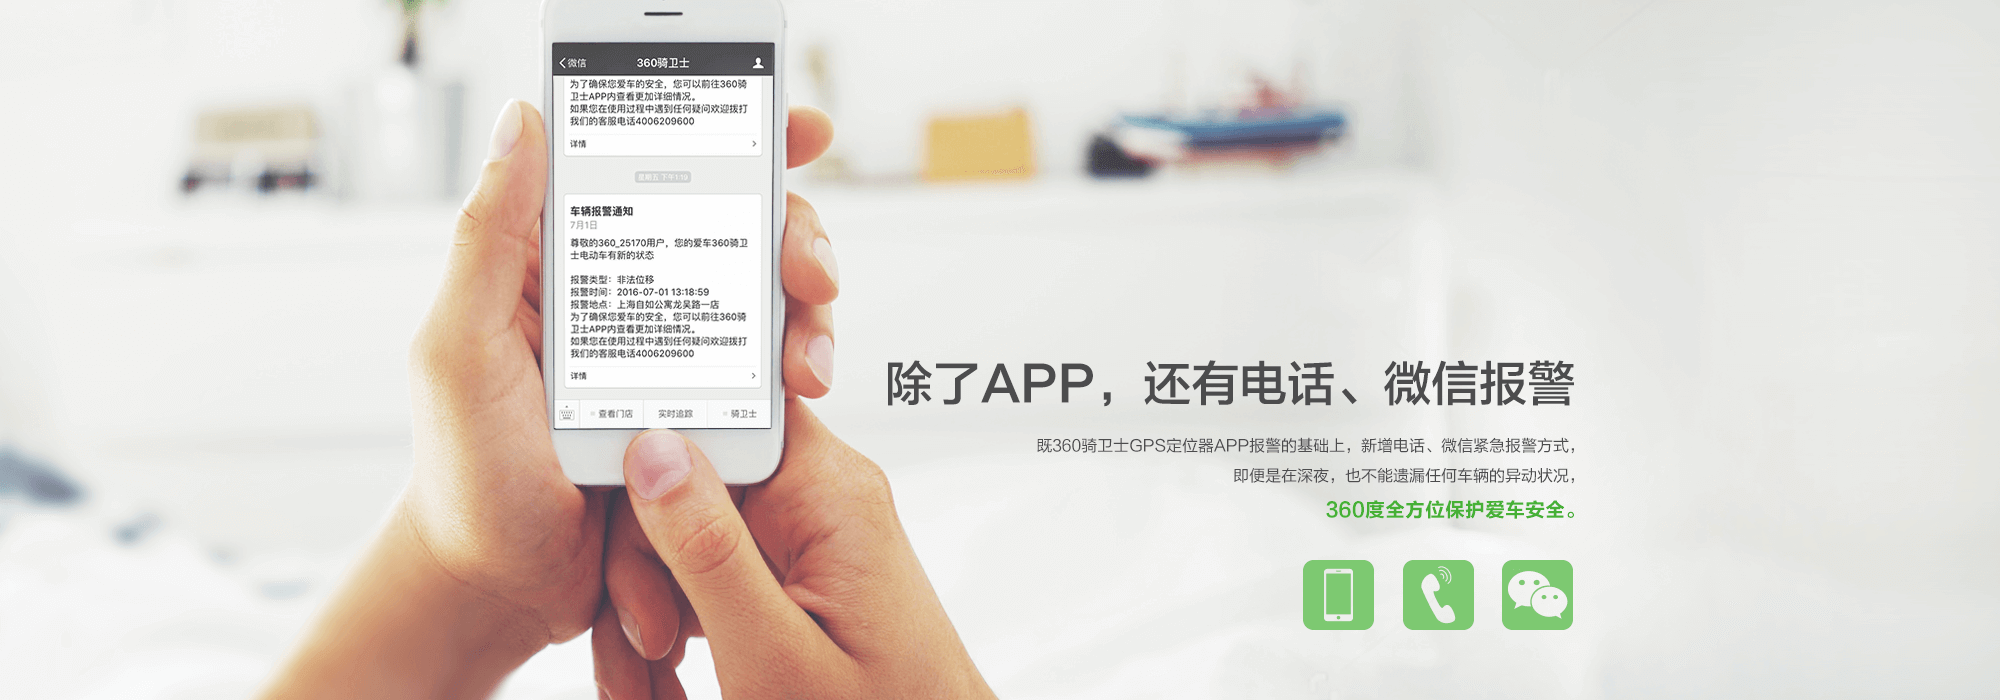 微信
360骑卫士
为了确保您爱车的安全，您可以前往360骑
卫士APP内查看更加详细情况。
如果您在使用过程中遇到任何疑问欢迎拨打
我们的客服电话4006209600
详情
星期五 下午1:19
车辆报警通知
7月1日
尊敬的360_25170用户，您的爱车360骑卫
士电动车有新的状态
报警类型：非法位移
报警时间：2016-07-01 13:18:59
报警地点：上海自如公寓龙吴路一店
为了确保您爱车的安全，您可以前往360骑
卫士APP内查看更加详细情况。
如果您在使用过程中遇到任何疑问欢迎拨打
我们的客服电话4006209600
详情
查看门店
实时追踪
骑卫士
除了APP，还有电话、微信报警
既360骑卫士GPS定位器APP报警的基础上，新增电话、微信紧急报警方式，
即便是在深夜，也不能遗漏任何车辆的异动状况，
360度全方位保护爱车安全。